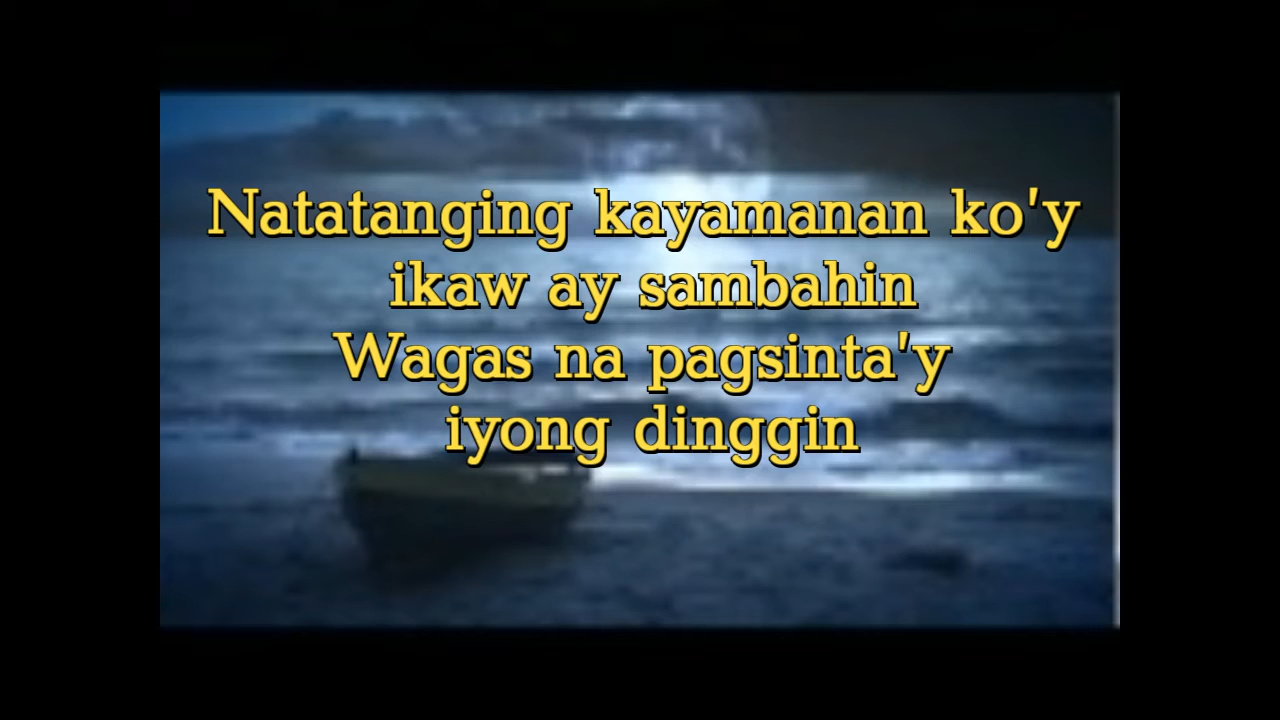 Natatanging kayamanan ko'y
ikaw ay sambahin
Wagas na pagsinta'y
iyong dinggin